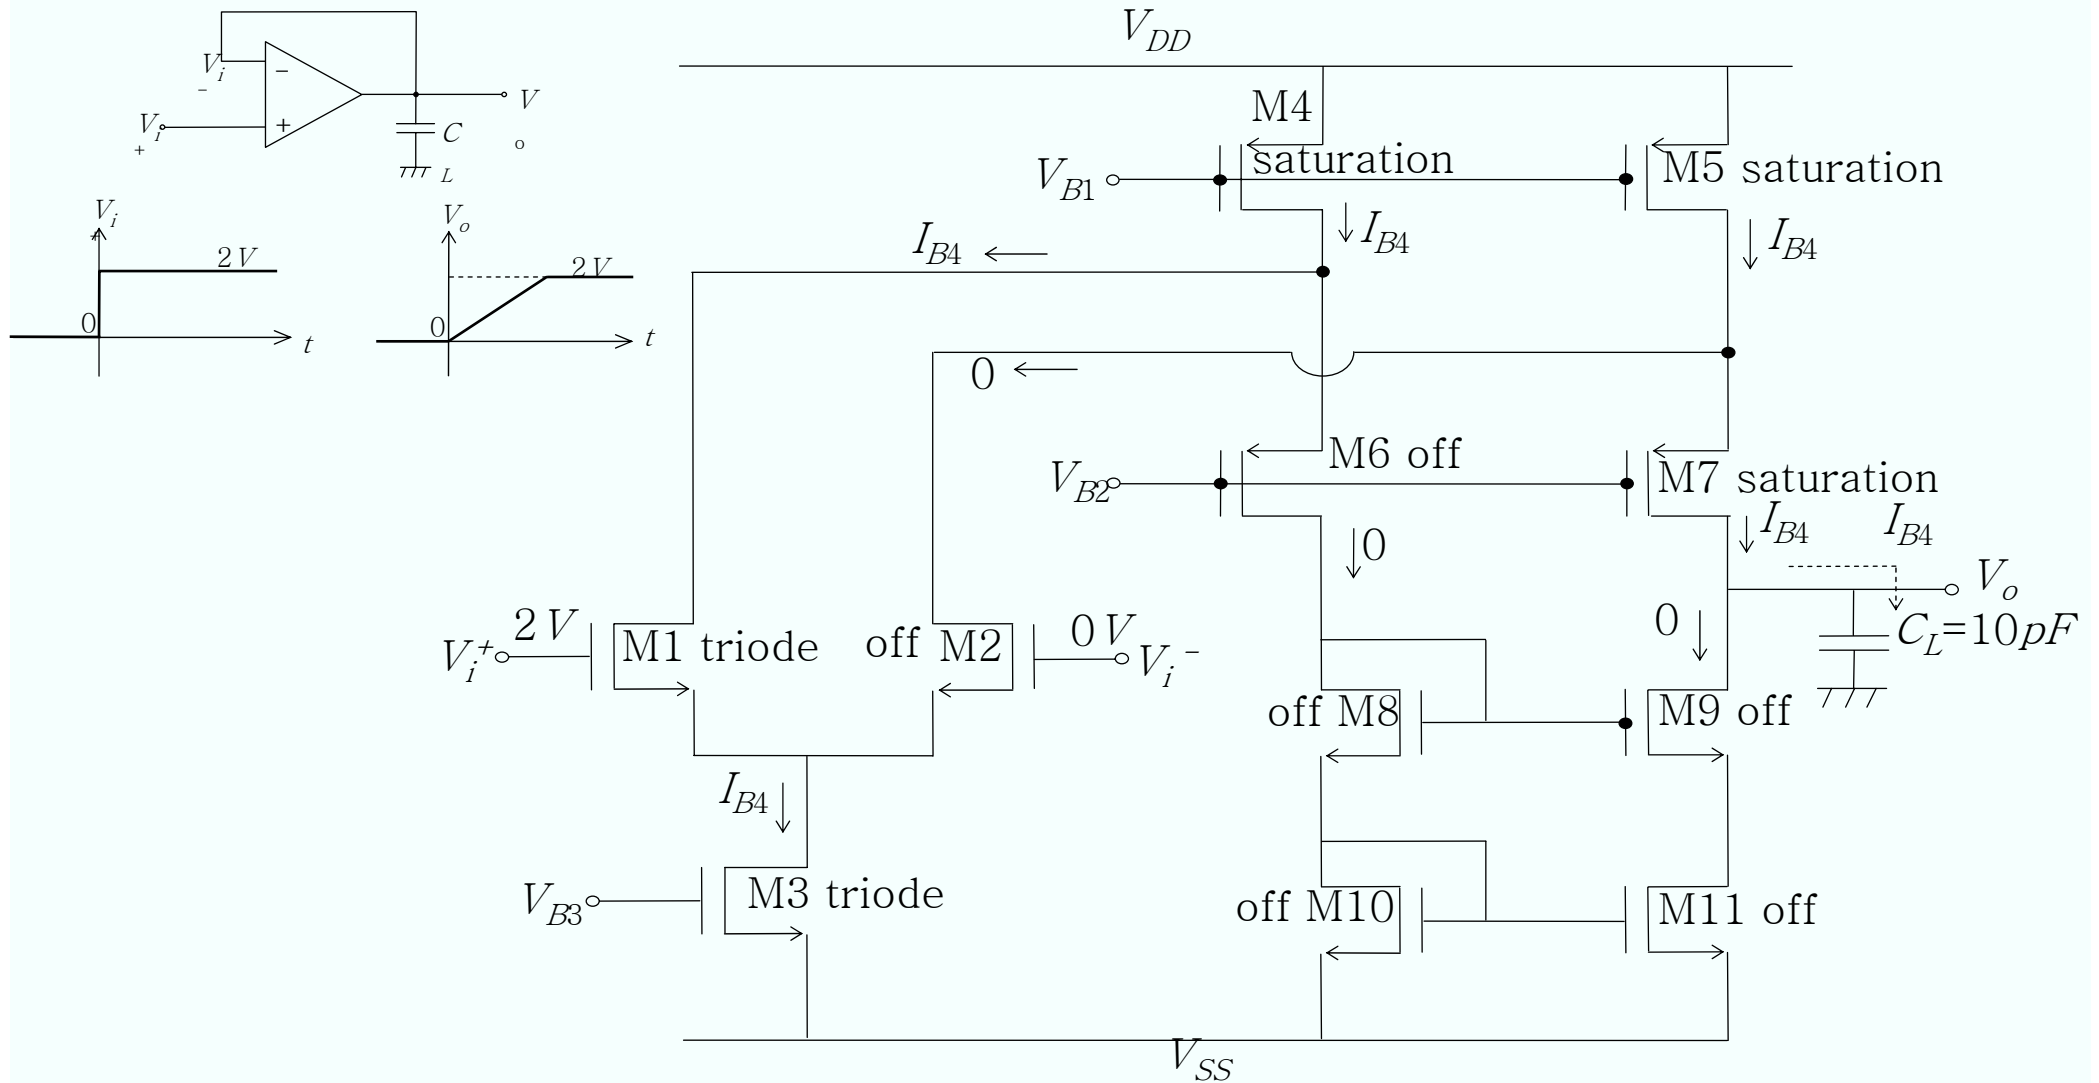 V_DD
V_i
-
−
V_i
+
+
V
o
C
L
M4
saturation
M5 saturation
V_B1
V_i
+
2V
0
t
V_o
2V
0
t
I_B4
I_B4
I_B4
0
M6 off
M7 saturation
V_B2
I_B4
I_B4
0
V_o
C_L=10pF
0
2V
V_i^+
M1 triode
off M2
0V
V_i^-
off M8
M9 off
I_B4
V_B3
M3 triode
off M10
M11 off
V_SS